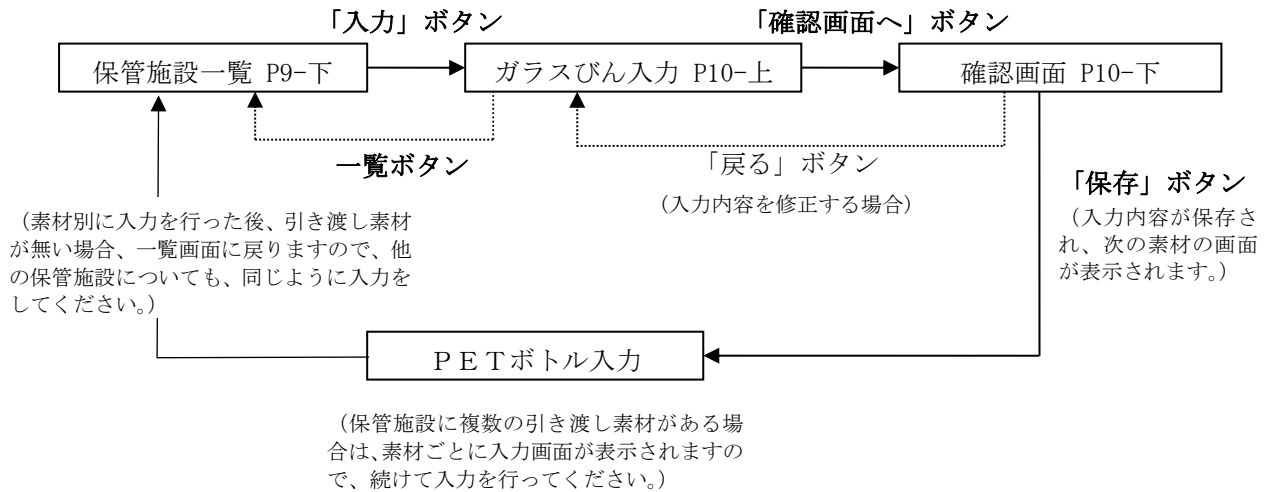 「入力」ボタン
「確認画面へ」ボタン
保管施設一覧 P9-下
ガラスびん入力 P10-上
確認画面 P10-下
一覧ボタン
「戻る」ボタン
(入力内容を修正する場合)
「保存」ボタン
(入力内容が保存さ
れ、次の素材の画面
が表示されます。)
(素材別に入力を行った後、引き渡し素材
が無い場合、一覧画面に戻りますので、他
の保管施設についても、同じように入力を
してください。)
PETボトル入力
(保管施設に複数の引き渡し素材がある場
合は、素材ごとに入力画面が表示されますの
で、続けて入力を行ってください。)